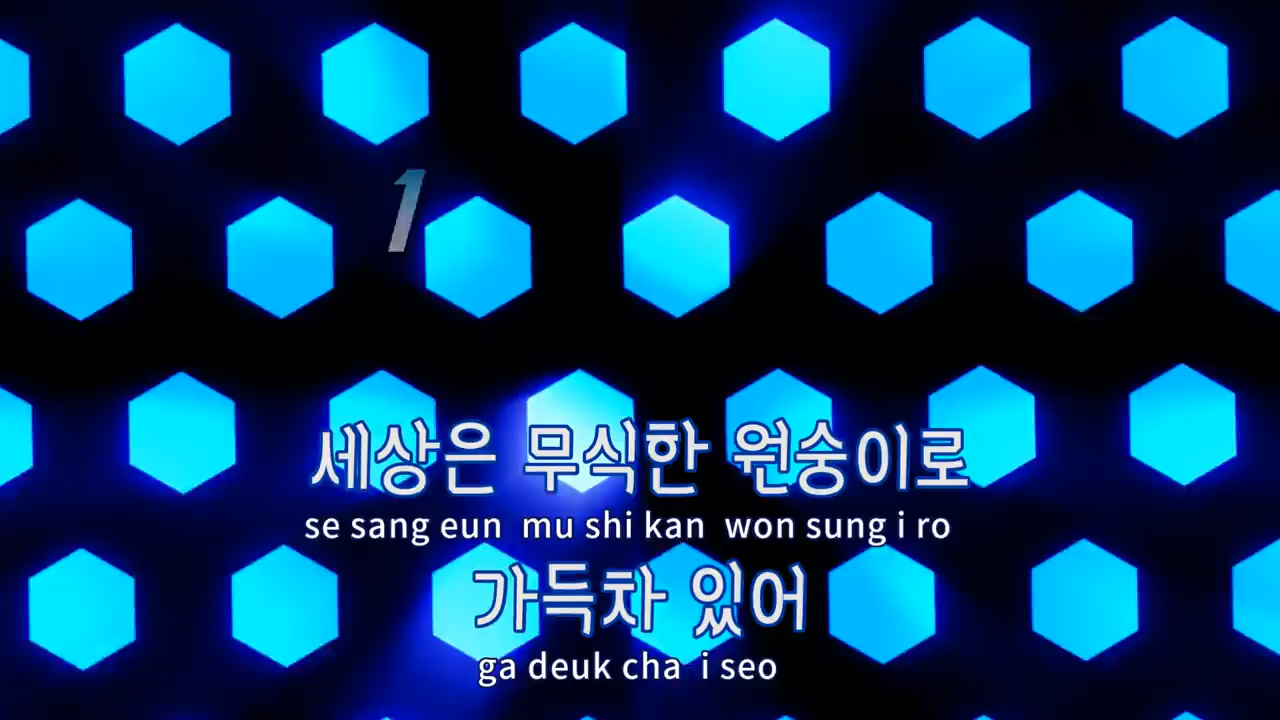 1
세상은 무식한 원숭이로
se sang eun mu shi kan won sung i ro
가득차 있어
ga deuk cha i seo